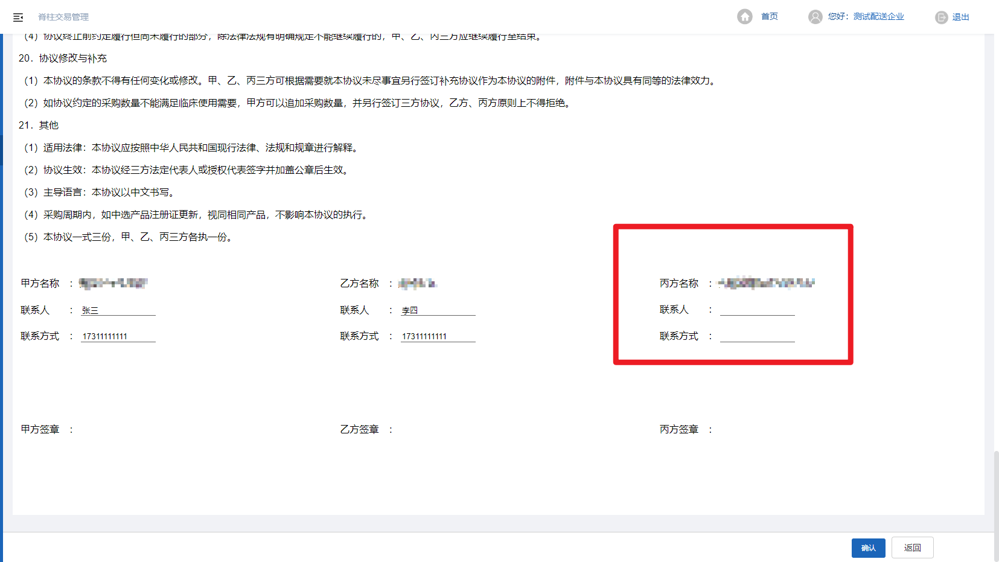 脊柱交易管理
首页
您好：测试配送企业
退出
(4) 协议终止前约定履行但尚未履行的部分，除法律法规有明确规定不能继续履行的，甲、乙、丙三方应继续履行至结束。
20. 协议修改与补充
(1) 本协议的条款不得有任何变化或修改。甲、乙、丙三方可根据需要就本协议未尽事宜另行签订补充协议作为本协议的附件，附件与本协议具有同等的法律效力。
(2) 如协议约定的采购数量不能满足临床使用需要，甲方可以追加采购数量，并另行签订三方协议，乙方、丙方原则上不得拒绝。
21. 其他
(1) 适用法律：本协议应按照中华人民共和国现行法律、法规和规章进行解释。
(2) 协议生效：本协议经三方法定代表人或授权代表签字并加盖公章后生效。
(3) 主导语言：本协议以中文书写。
(4) 采购周期内，如中选产品注册证更新，视同相同产品，不影响本协议的执行。
(5) 本协议一式三份，甲、乙、丙三方各执一份。
甲方名称 ： 乙方名称 ： 丙方名称 ：
联系人 ： 张三 联系人 ： 李四 联系人 ：
联系方式 ： 17311111111 联系方式 ： 17311111111 联系方式 ：
甲方签章 ： 乙方签章 ： 丙方签章 ：
确认 返回